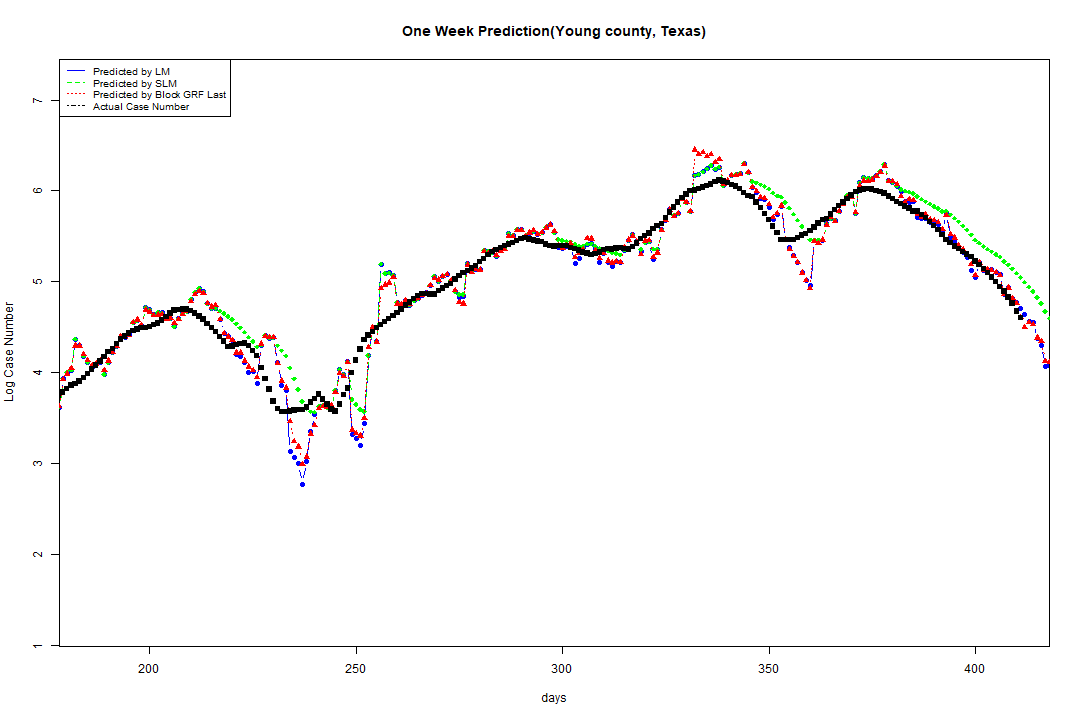 One Week Prediction(Young county, Texas)
Predicted by LM
Predicted by SLM
Predicted by Block GRF Last
Actual Case Number
7
6
5
4
3
2
1
Log Case Number
200 250 300 350 400
days